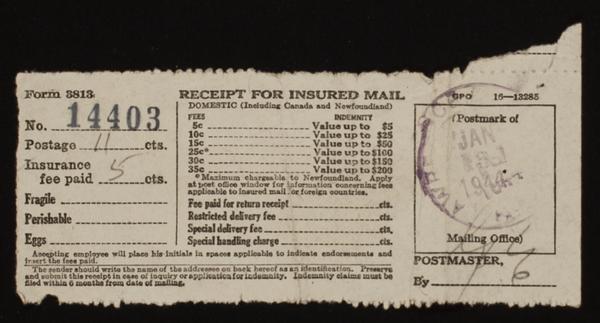 Form 3813
No. 14403
Postage 11 cts.
Insurance
fee paid 5 cts.
Fragile
Perishable
Eggs
RECEIPT FOR INSURED MAIL
DOMESTIC (Including Canada and Newfoundland)
FEES INDEMNITY
5c Value up to $5
10c Value up to $25
15c Value up to $50
25c* Value up to $100
30c Value up to $150
35c Value up to $200
*Maximum chargeable to Newfoundland. Apply
at post office window for information concerning fees
applicable to insured mail for foreign countries.
Fee paid for return receipt cts.
Restricted delivery fee cts.
Special delivery fee cts.
Special handling charge cts.
Accepting employee will place his initials in spaces applicable to indicate endorsements and
insert the fees paid.
The sender should write the name of the addressee on back hereof as an identification. Preserve
and submit this receipt in case of inquiry or application for indemnity. Indemnity claims must be
filed within 6 months from date of mailing.
GPO 16—13285
(Postmark of
JAN
1944
PA.
Mailing Office)
POSTMASTER,
By